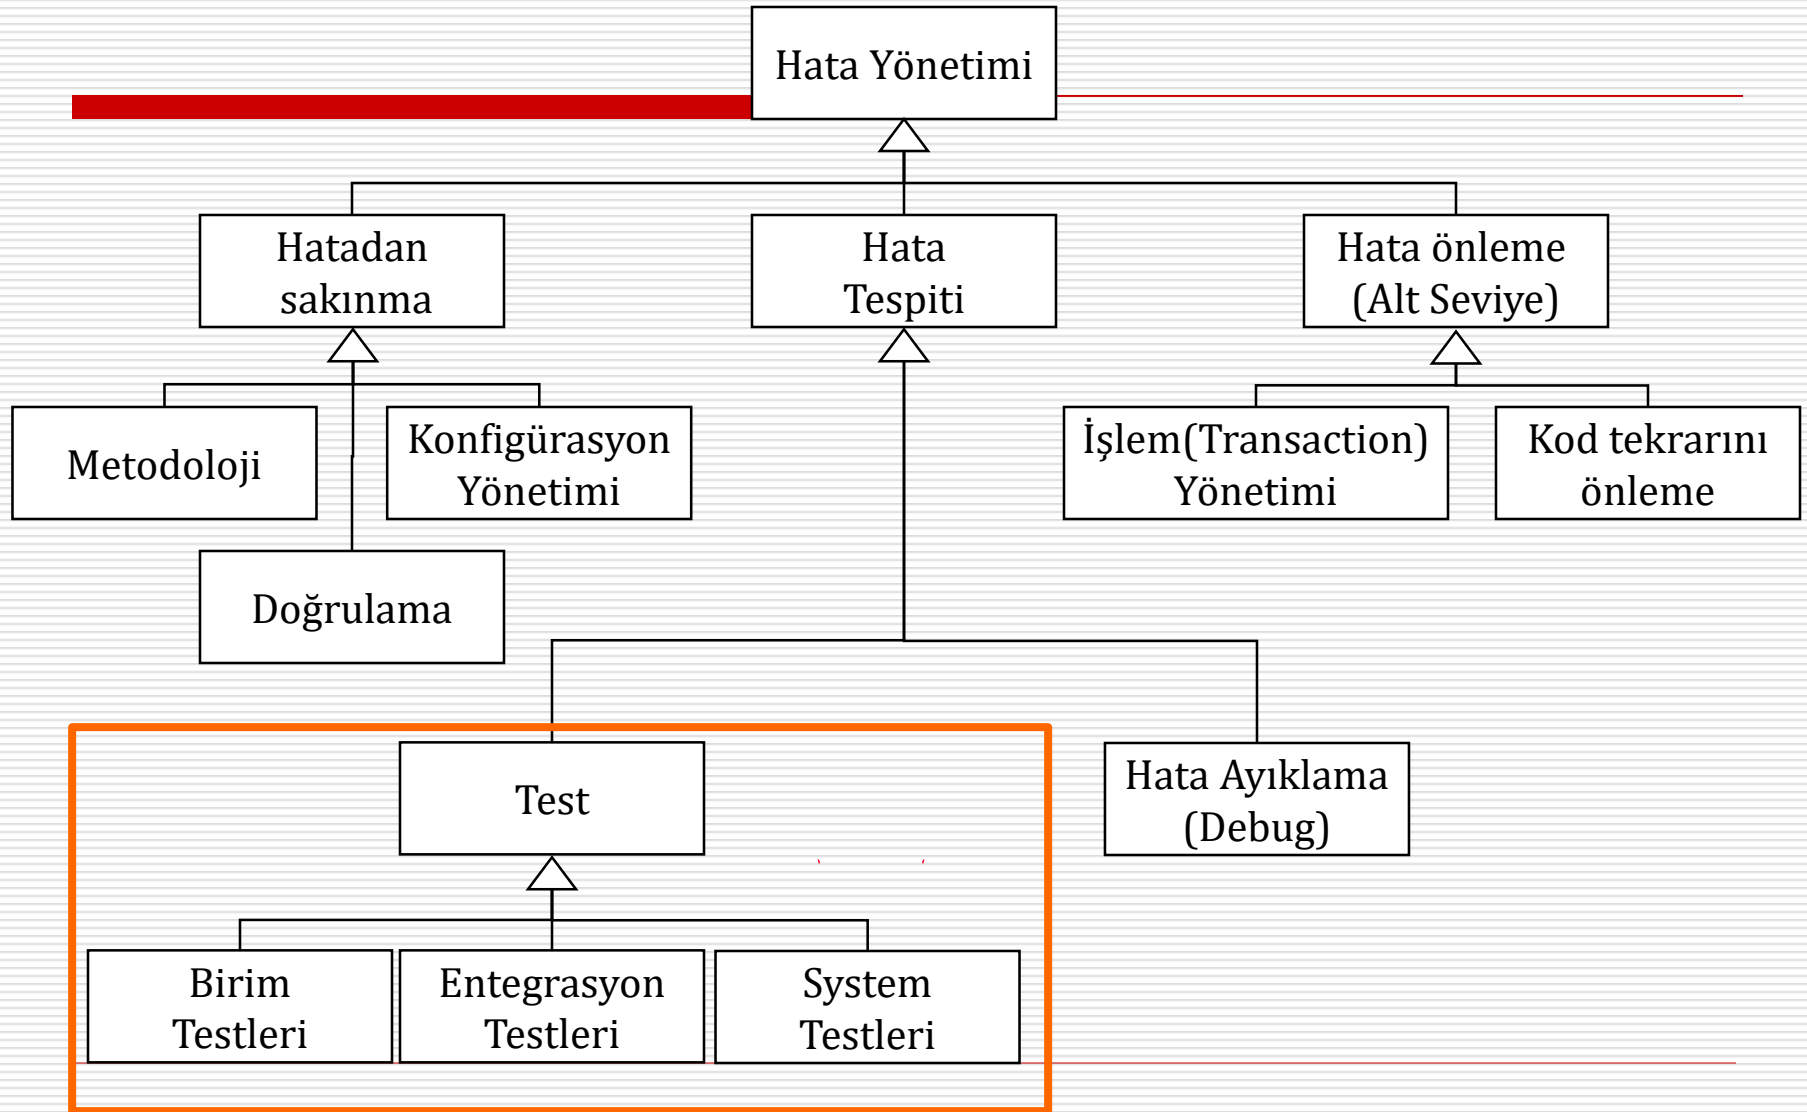 Hata Yönetimi
Hatadan
sakınma
Hata
Tespiti
Hata önleme
(Alt Seviye)
Metodoloji
Konfigürasyon
Yönetimi
İşlem(Transaction)
Yönetimi
Kod tekrarını
önleme
Doğrulama
Test
Hata Ayıklama
(Debug)
Birim
Testleri
Entegrasyon
Testleri
System
Testleri